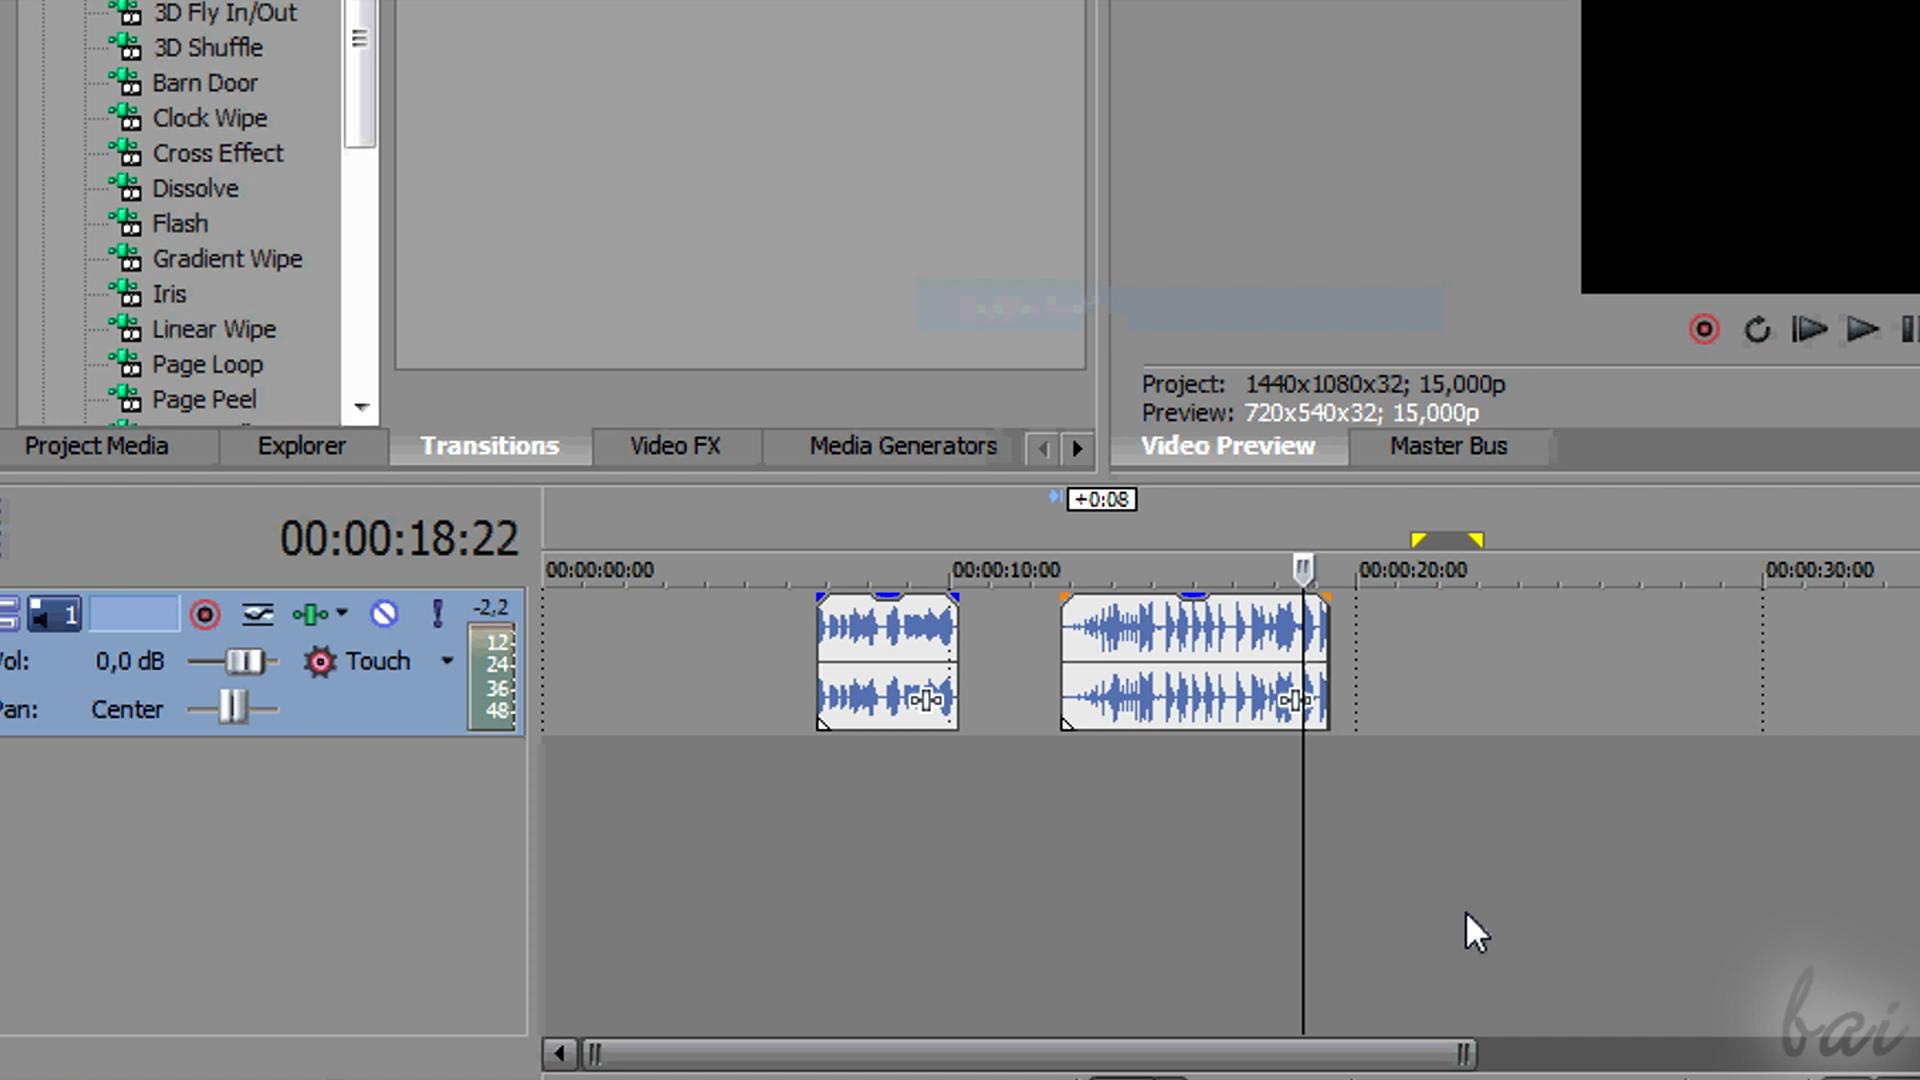 3D Fly In/Out
3D Shuffle
Barn Door
Clock Wipe
Cross Effect
Dissolve
Flash
Gradient Wipe
Iris
Linear Wipe
Page Loop
Page Peel
Project: 1440x1080x32; 15,000p
Preview: 720x540x32; 15,000p
Project Media Explorer Transitions Video FX Media Generators Video Preview Master Bus
+0:08
00:00:18:22
00:00:00:00 00:00:10:00 00:00:20:00 00:00:30:00
1 -2,2
12
Vol: 0,0 dB Touch 24
36
Pan: Center 48
bai